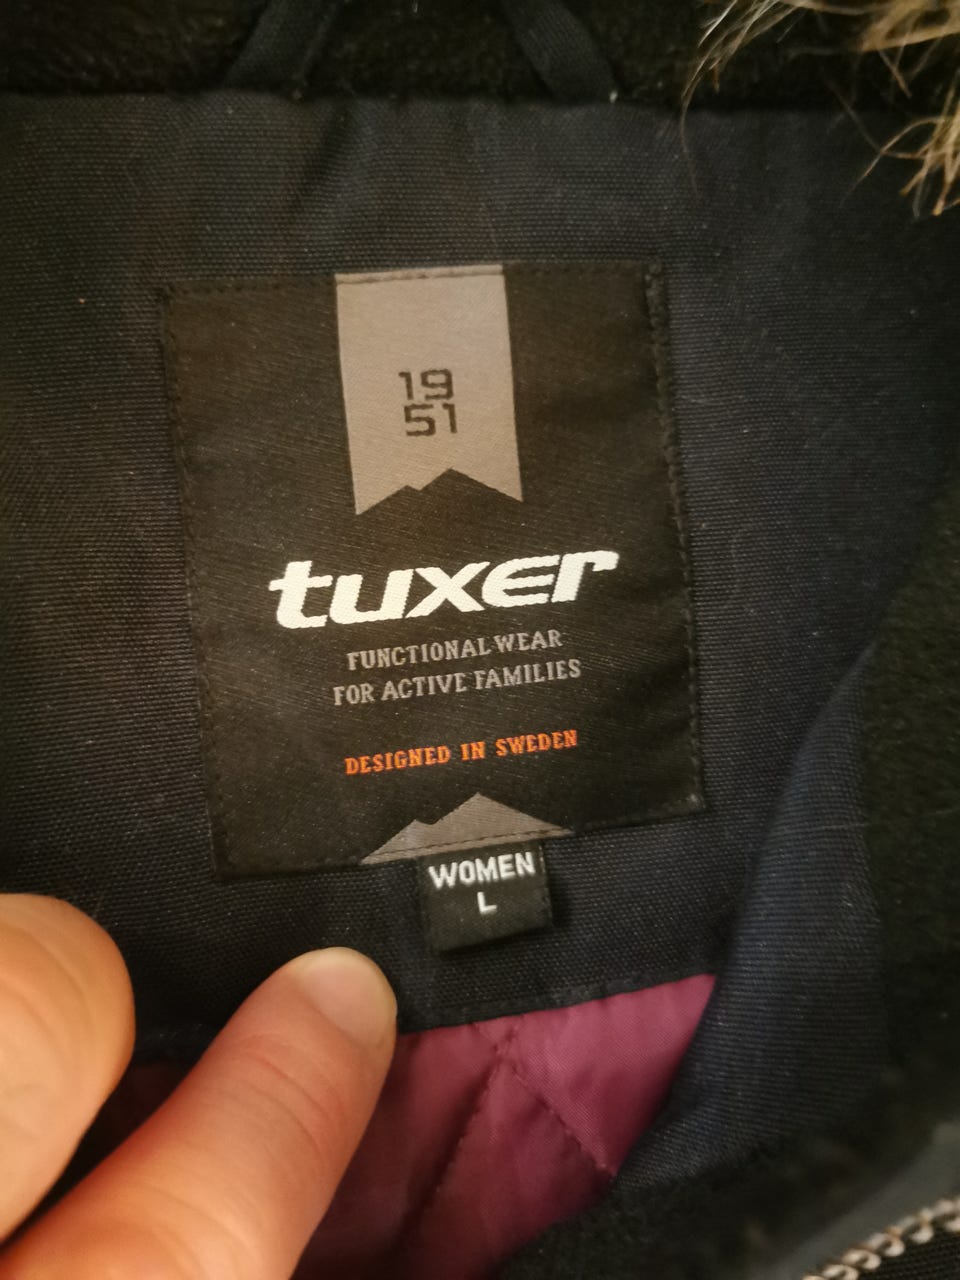 19
51
tuxer
FUNCTIONAL WEAR
FOR ACTIVE FAMILIES
DESIGNED IN SWEDEN
WOMEN
L